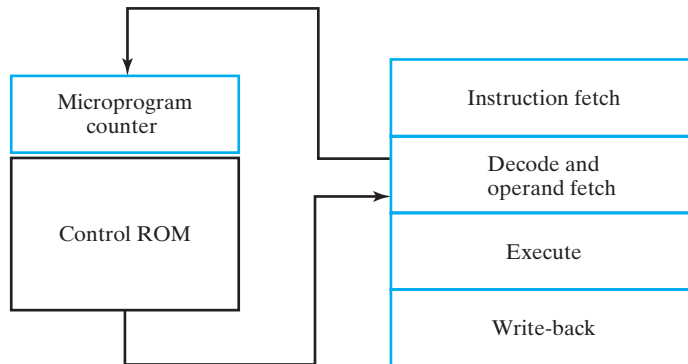 Microprogram
counter
Control ROM
Instruction fetch
Decode and
operand fetch
Execute
Write-back